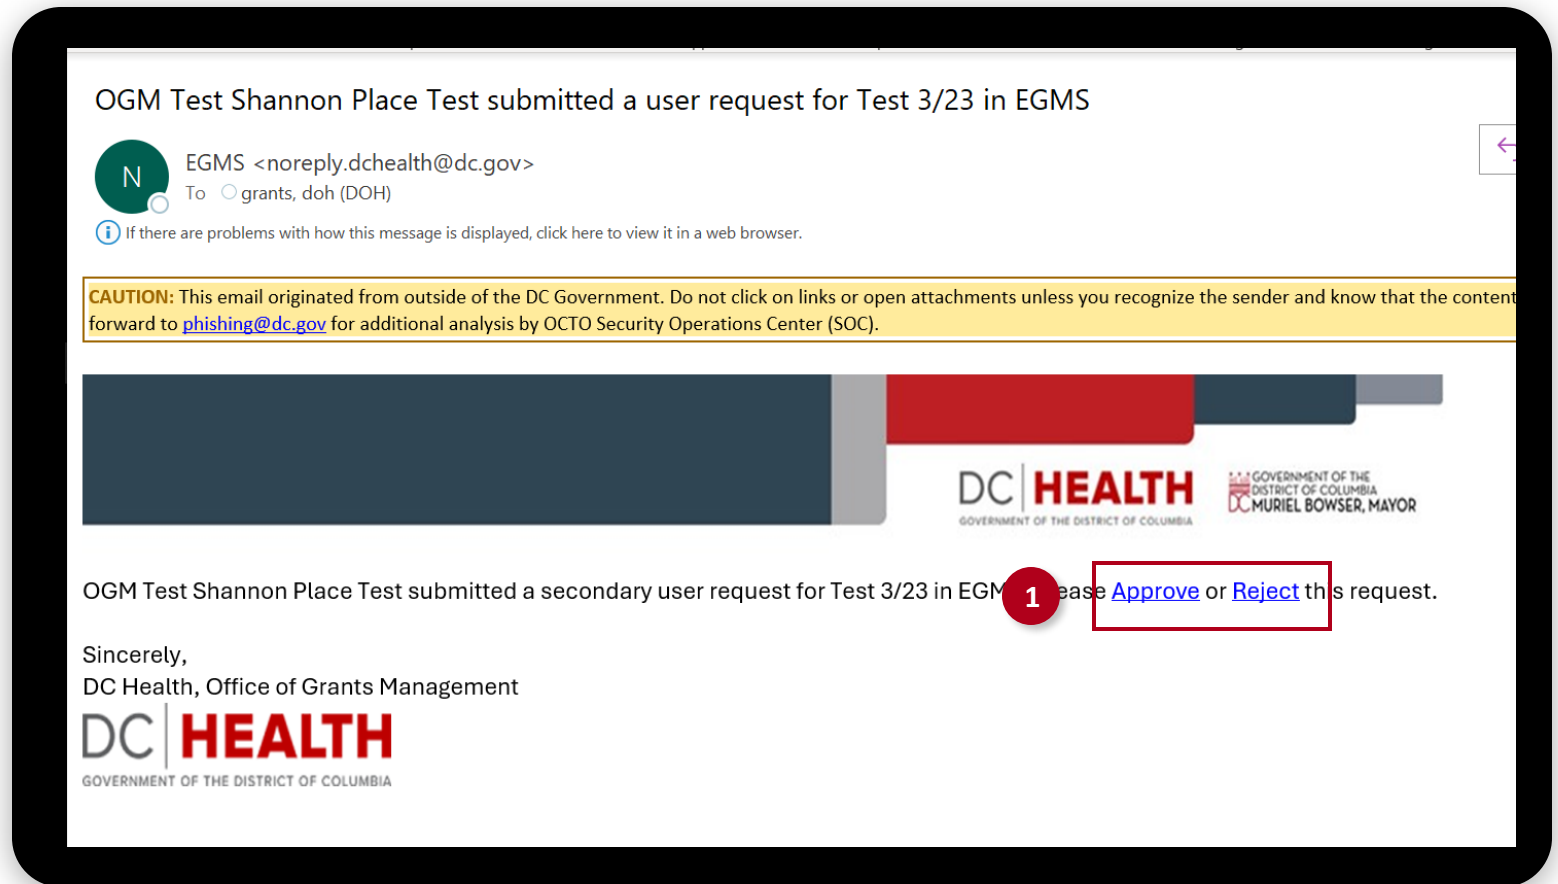 OGM Test Shannon Place Test submitted a user request for Test 3/23 in EGMS
N
EGMS <noreply.dchealth@dc.gov>
To grants, doh (DOH)
If there are problems with how this message is displayed, click here to view it in a web browser.
CAUTION: This email originated from outside of the DC Government. Do not click on links or open attachments unless you recognize the sender and know that the content
forward to phishing@dc.gov for additional analysis by OCTO Security Operations Center (SOC).
DC HEALTH
GOVERNMENT OF THE DISTRICT OF COLUMBIA
GOVERNMENT OF THE
DISTRICT OF COLUMBIA
DC MURIEL BOWSER, MAYOR
OGM Test Shannon Place Test submitted a secondary user request for Test 3/23 in EGM 1 ease Approve or Reject this request.
Sincerely,
DC Health, Office of Grants Management
DC HEALTH
GOVERNMENT OF THE DISTRICT OF COLUMBIA